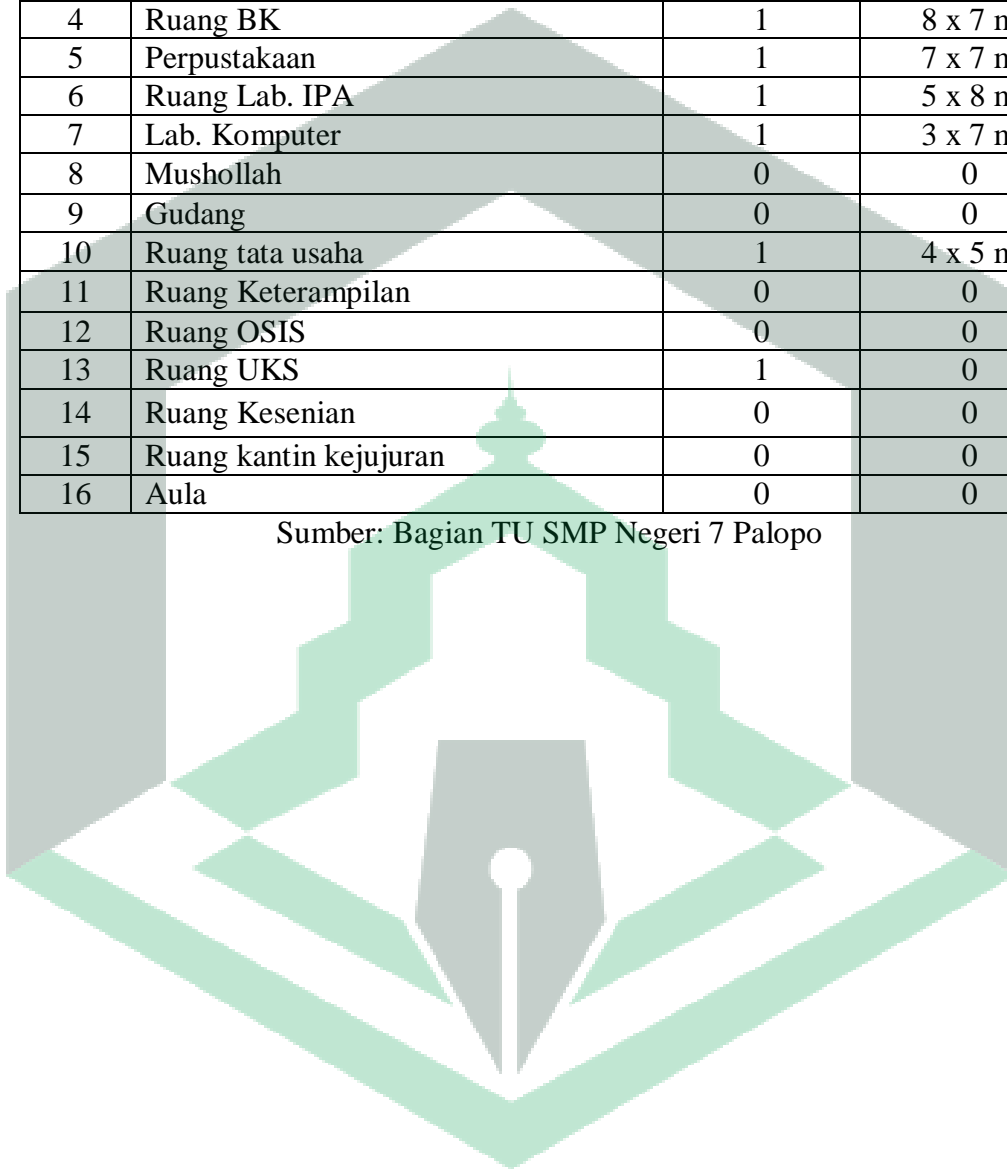 4 Ruang BK 1 8 x 7 m
5 Perpustakaan 1 7 x 7 m
6 Ruang Lab. IPA 1 5 x 8 m
7 Lab. Komputer 1 3 x 7 m
8 Mushollah 0 0
9 Gudang 0 0
10 Ruang tata usaha 1 4 x 5 m
11 Ruang Keterampilan 0 0
12 Ruang OSIS 0 0
13 Ruang UKS 1 0
14 Ruang Kesenian 0 0
15 Ruang kantin kejujuran 0 0
16 Aula 0 0
Sumber: Bagian TU SMP Negeri 7 Palopo